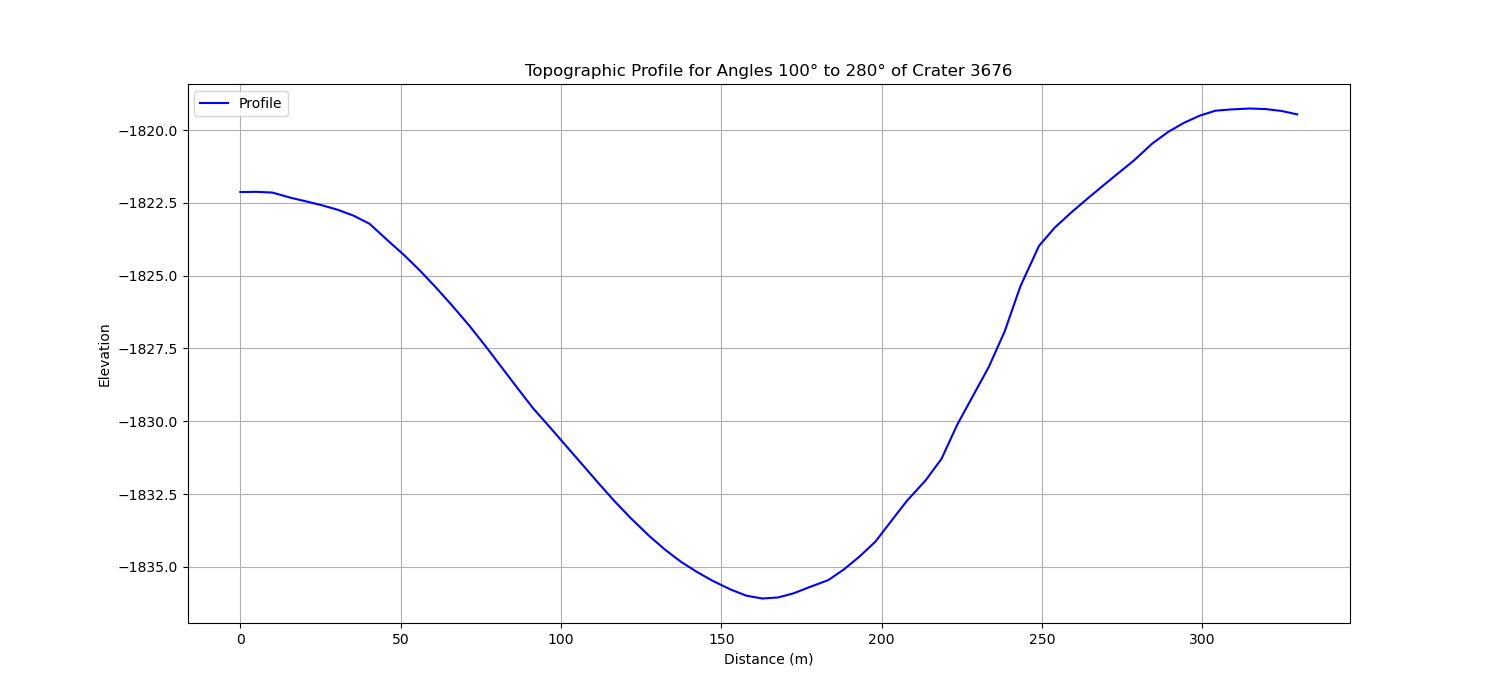 Topographic Profile for Angles 100° to 280° of Crater 3676
Profile
−1820.0
−1822.5
−1825.0
−1827.5
−1830.0
−1832.5
−1835.0
Elevation
0 50 100 150 200 250 300
Distance (m)